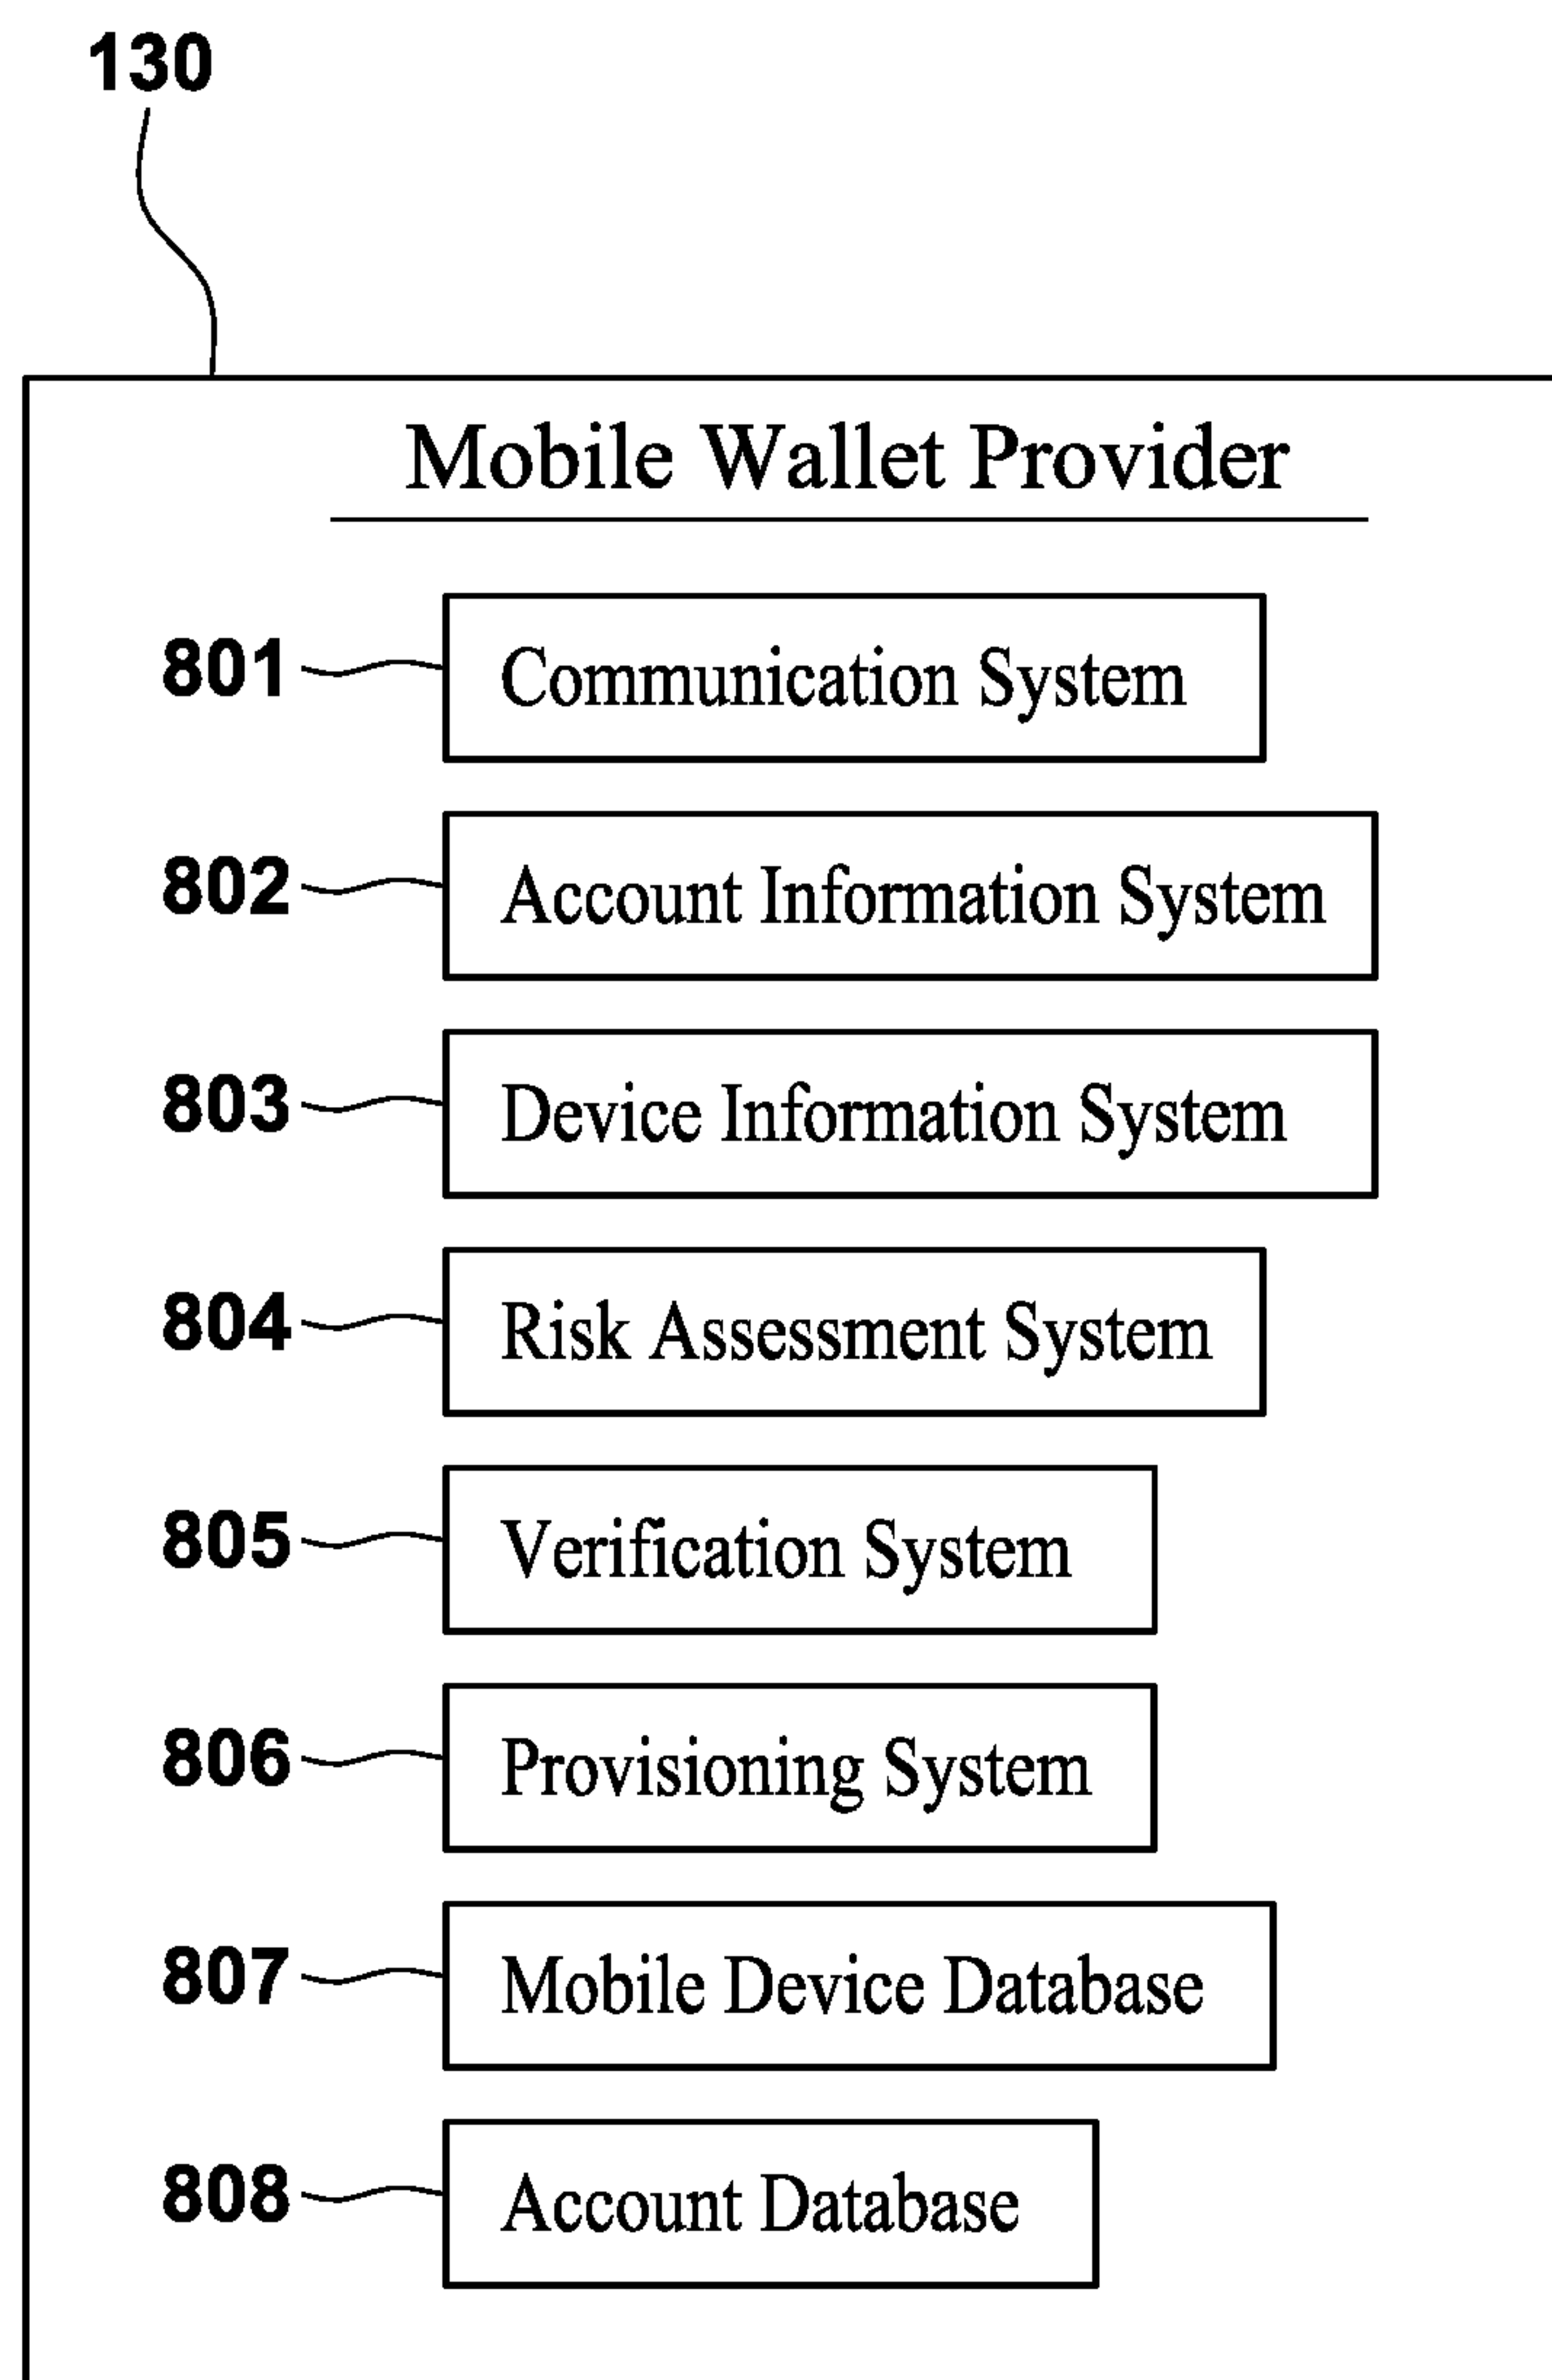 130
Mobile Wallet Provider
801 Communication System
802 Account Information System
803 Device Information System
804 Risk Assessment System
805 Verification System
806 Provisioning System
807 Mobile Device Database
808 Account Database